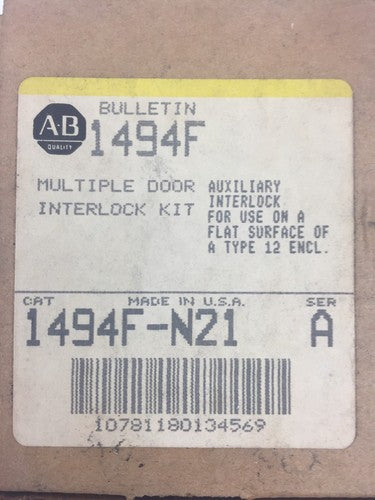 BULLETIN
A-B
QUALITY
1494F
MULTIPLE DOOR
INTERLOCK KIT
AUXILIARY
INTERLOCK
FOR USE ON A
FLAT SURFACE OF
A TYPE 12 ENCL.
CAT MADE IN U.S.A. SER
1494F-N21 A
10781180134569